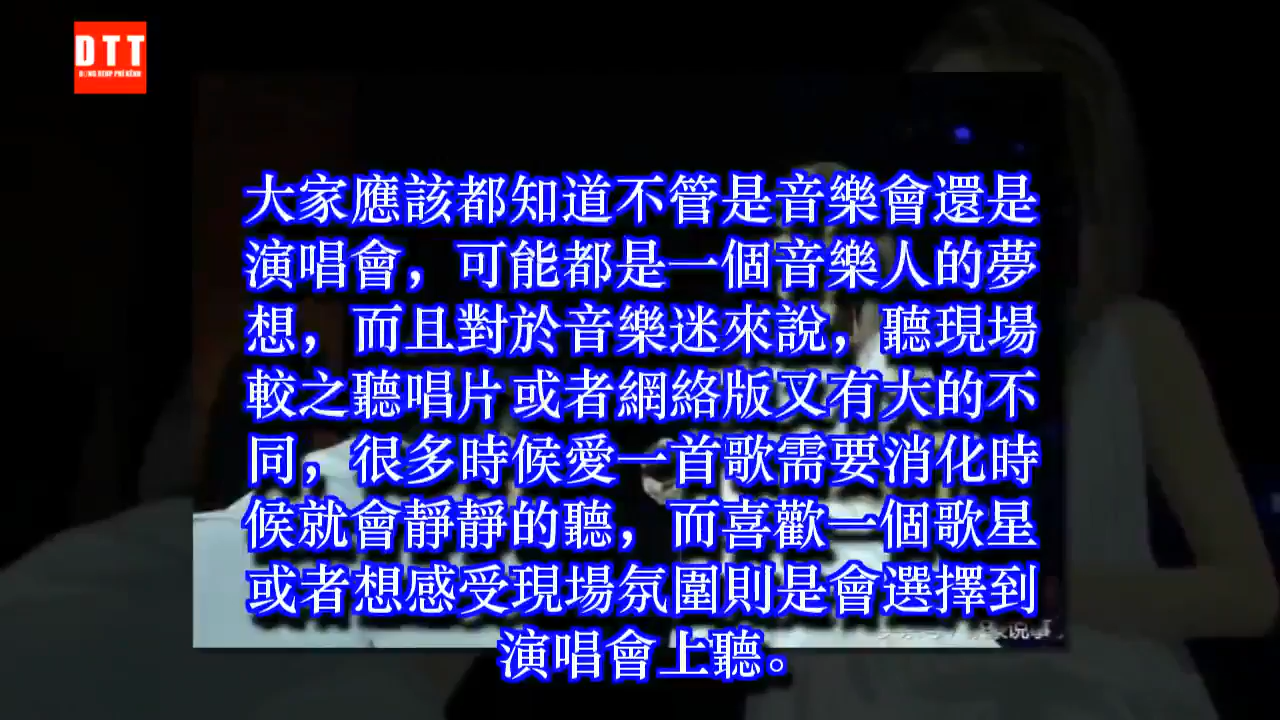 DTT
大家應該都知道不管是音樂會還是
演唱會，可能都是一個音樂人的夢
想，而且對於音樂迷來說，聽現場
較之聽唱片或者網絡版又有大的不
同，很多時候愛一首歌需要消化時
候就會靜靜的聽，而喜歡一個歌星
或者想感受現場氛圍則是會選擇到
演唱會上聽。
说事